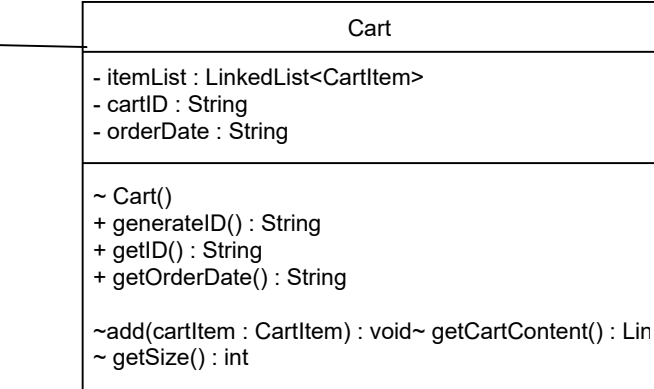 Cart
- itemList : LinkedList<CartItem>
- cartID : String
- orderDate : String
~ Cart()
+ generateID() : String
+ getID() : String
+ getOrderDate() : String
~add(cartItem : CartItem) : void~ getCartContent() : Lin
~ getSize() : int